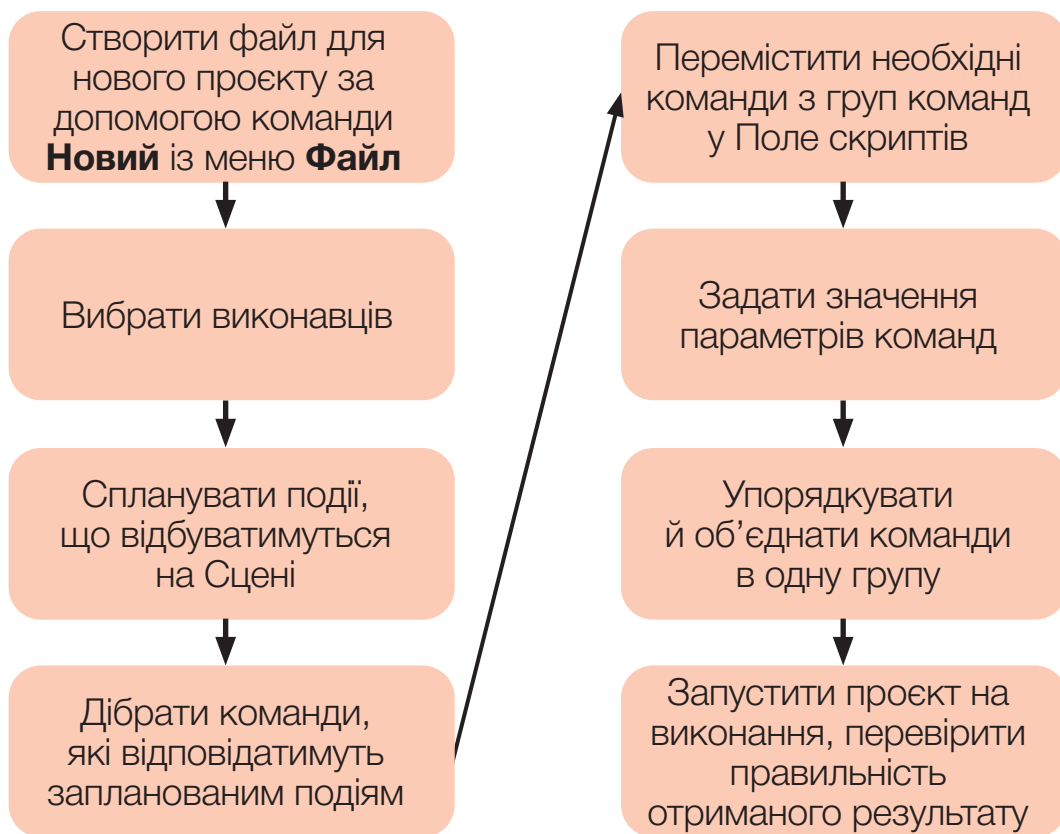 Створити файл для
нового проєкту за
допомогою команди
Новий із меню Файл
Вибрати виконавців
Спланувати події,
що відбуватимуться
на Сцені
Дібрати команди,
які відповідатимуть
запланованим подіям
Перемістити необхідні
команди з груп команд
у Поле скриптів
Задати значення
параметрів команд
Упорядкувати
й об’єднати команди
в одну групу
Запустити проєкт на
виконання, перевірити
правильність
отриманого результату